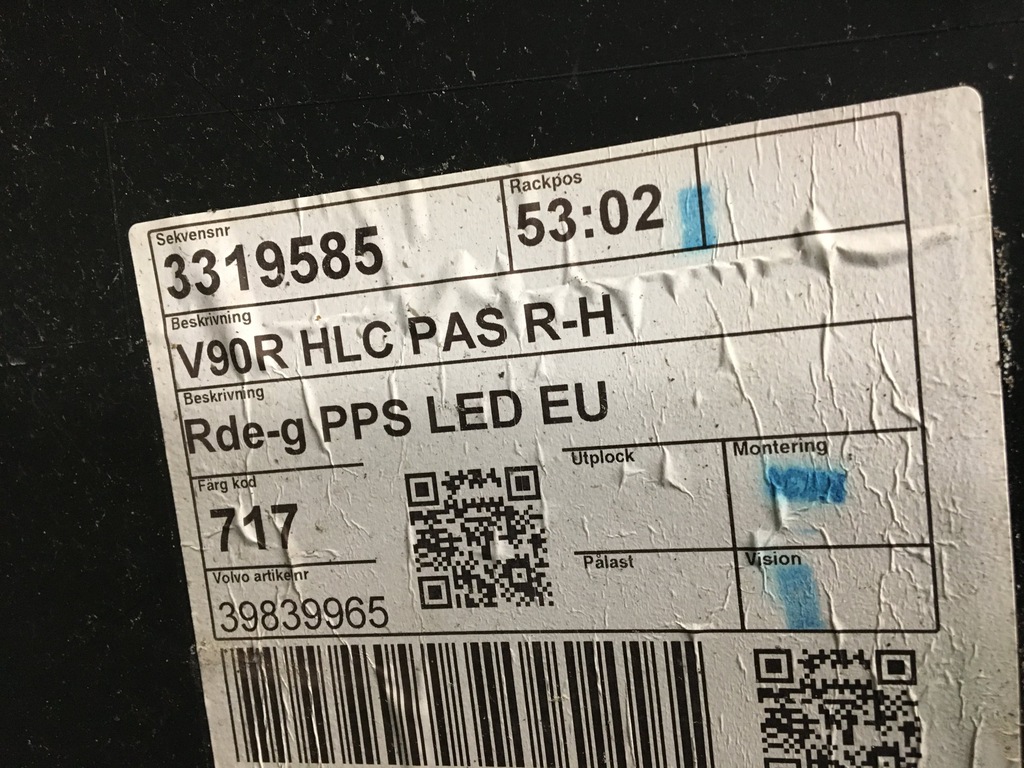 Sekvensnr
3319585
Rackpos
53:02
Beskrivning
V90R HLC PAS R-H
Beskrivning
Rde-g PPS LED EU
Färg kod
717
Utplock
Montering
Volvo artikelnr
39839965
Pålast
Vision